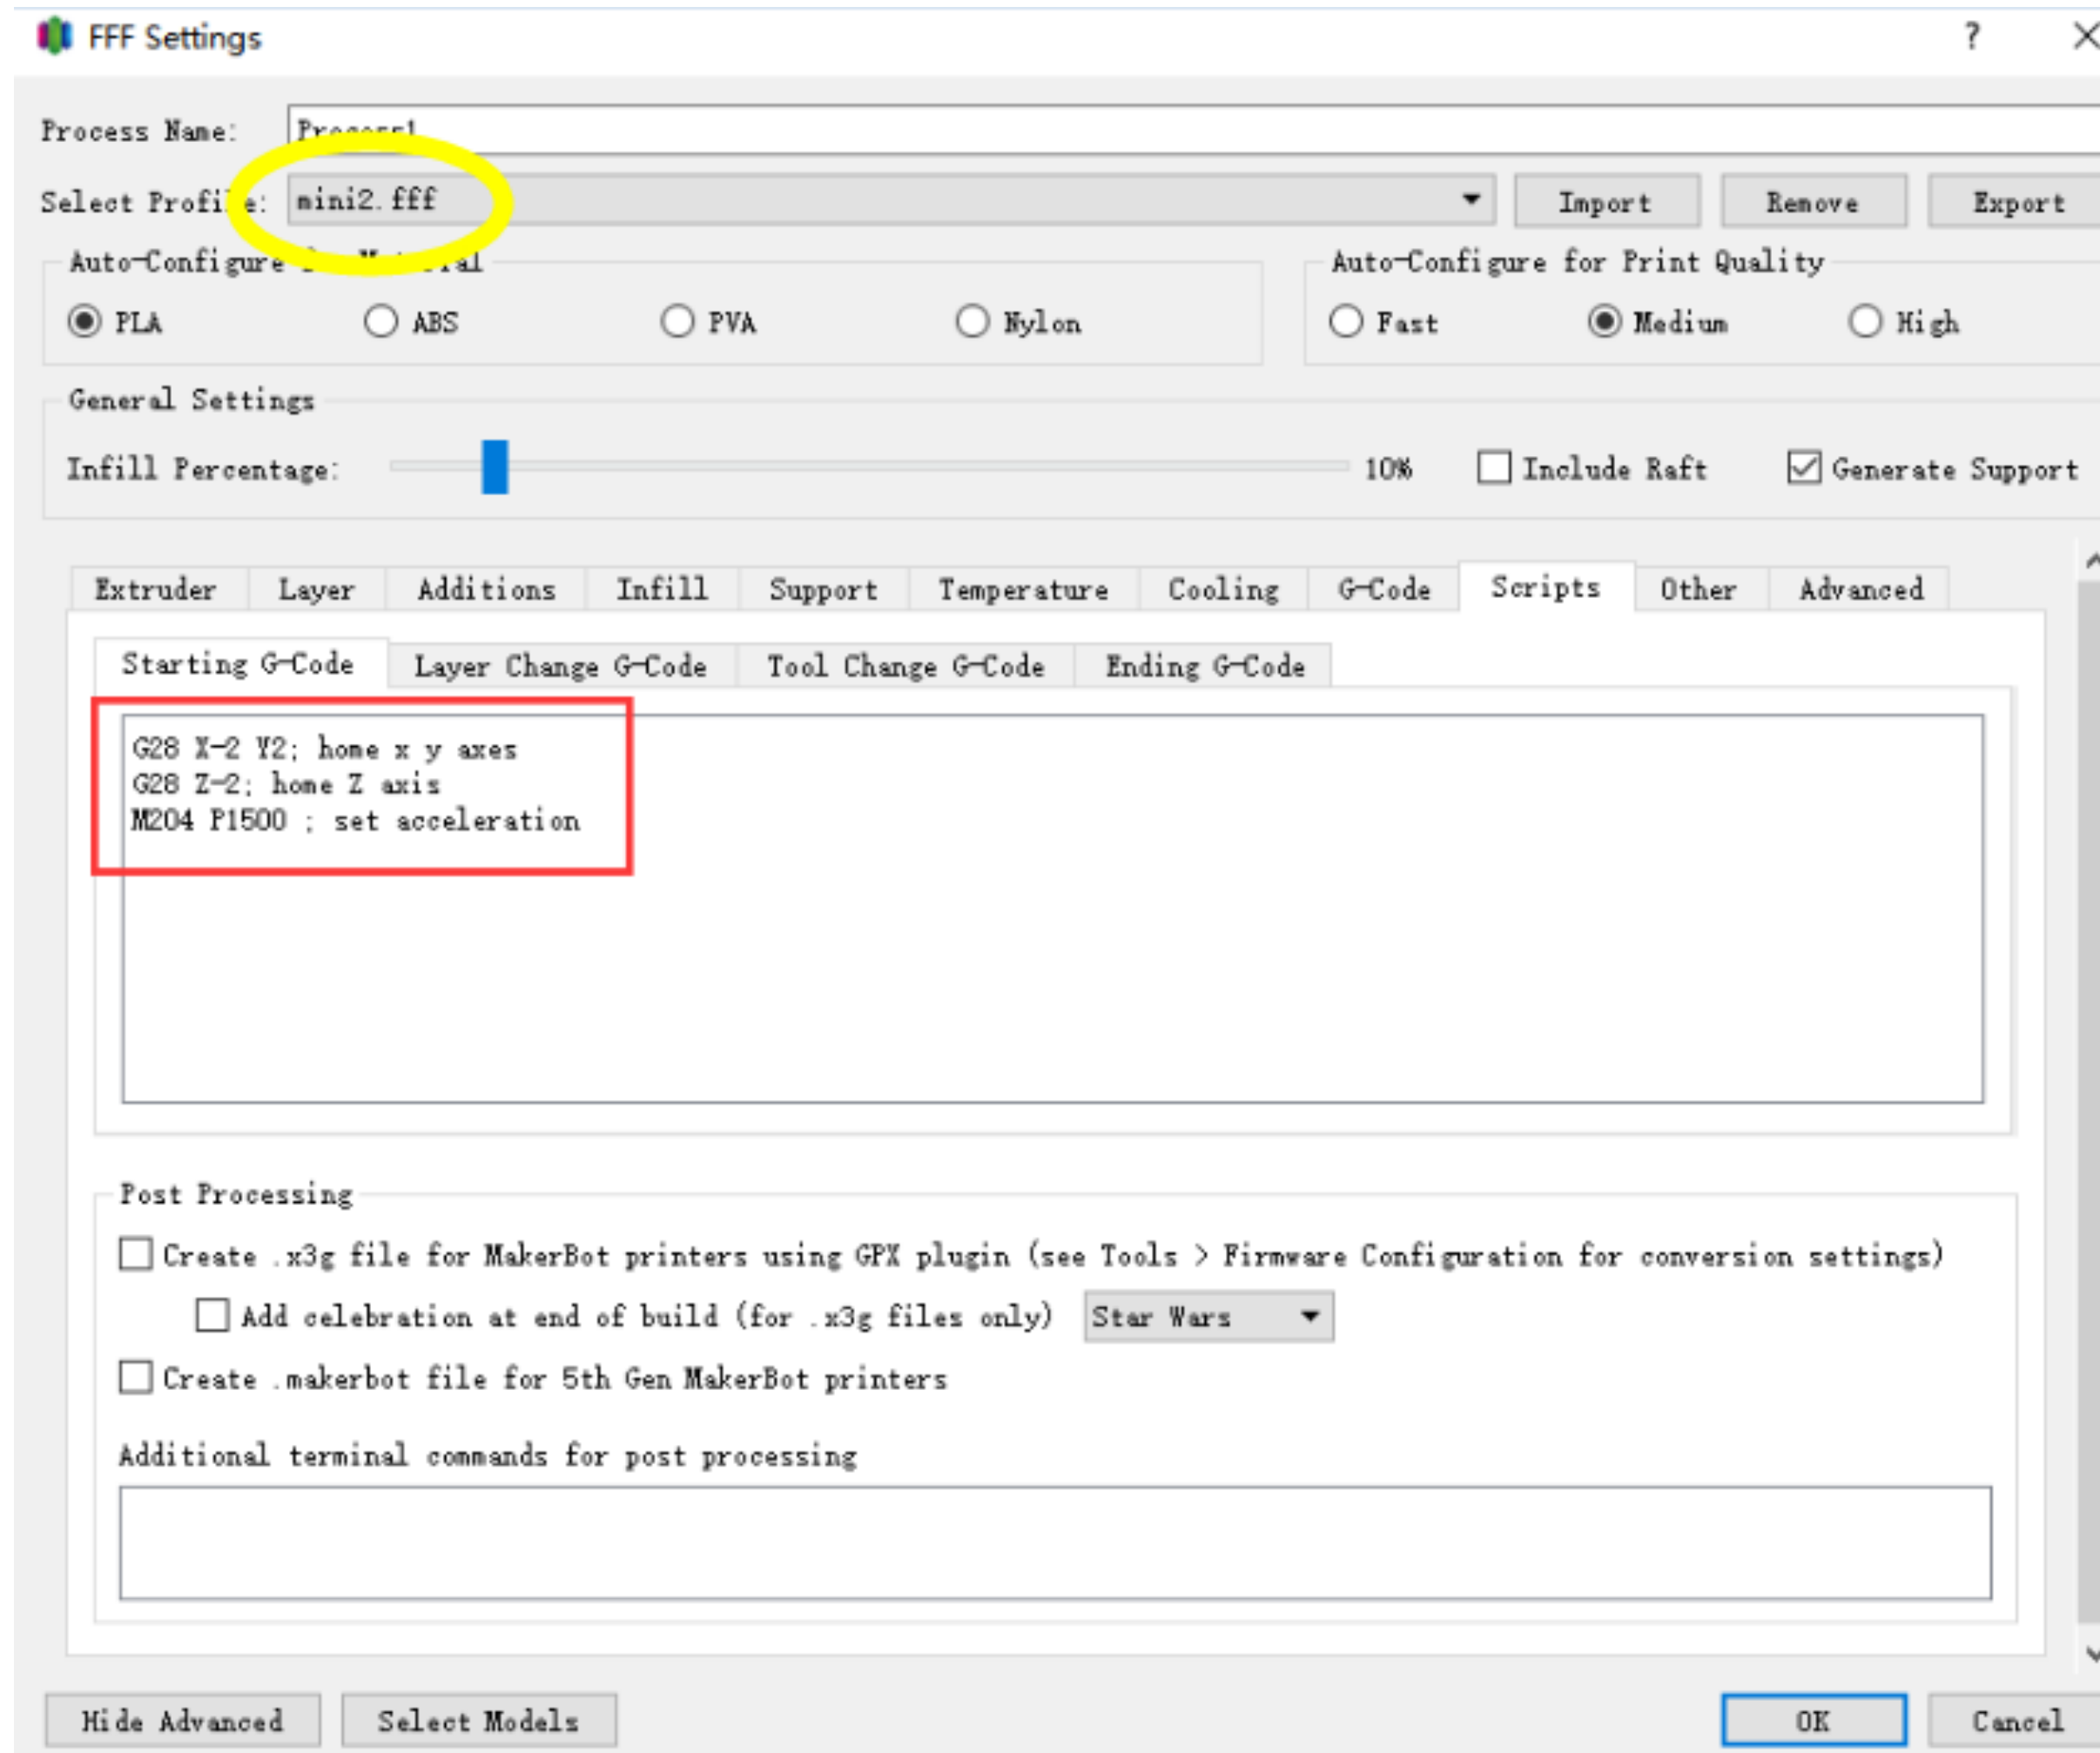 FFF Settings
?
Process Name: Process1
Select Profile: mini2.fff Import Remove Export
Auto-Configure for Material Auto-Configure for Print Quality
PLA ABS PVA Nylon Fast Medium High
General Settings
Infill Percentage: 10% Include Raft Generate Support
Extruder Layer Additions Infill Support Temperature Cooling G-Code Scripts Other Advanced
Starting G-Code Layer Change G-Code Tool Change G-Code Ending G-Code
G28 X-2 Y2; home x y axes
G28 Z-2; home Z axis
M204 P1500 ; set acceleration
Post Processing
Create .x3g file for MakerBot printers using GPX plugin (see Tools > Firmware Configuration for conversion settings)
Add celebration at end of build (for .x3g files only) Star Wars
Create .makerbot file for 5th Gen MakerBot printers
Additional terminal commands for post processing
Hide Advanced Select Models OK Cancel